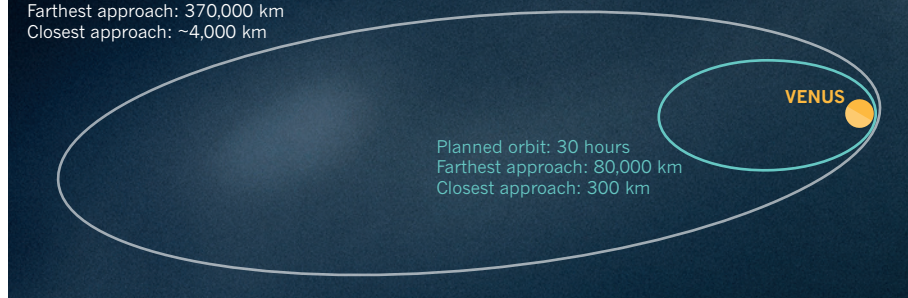 Farthest approach: 370,000 km
Closest approach: ~4,000 km
VENUS
Planned orbit: 30 hours
Farthest approach: 80,000 km
Closest approach: 300 km